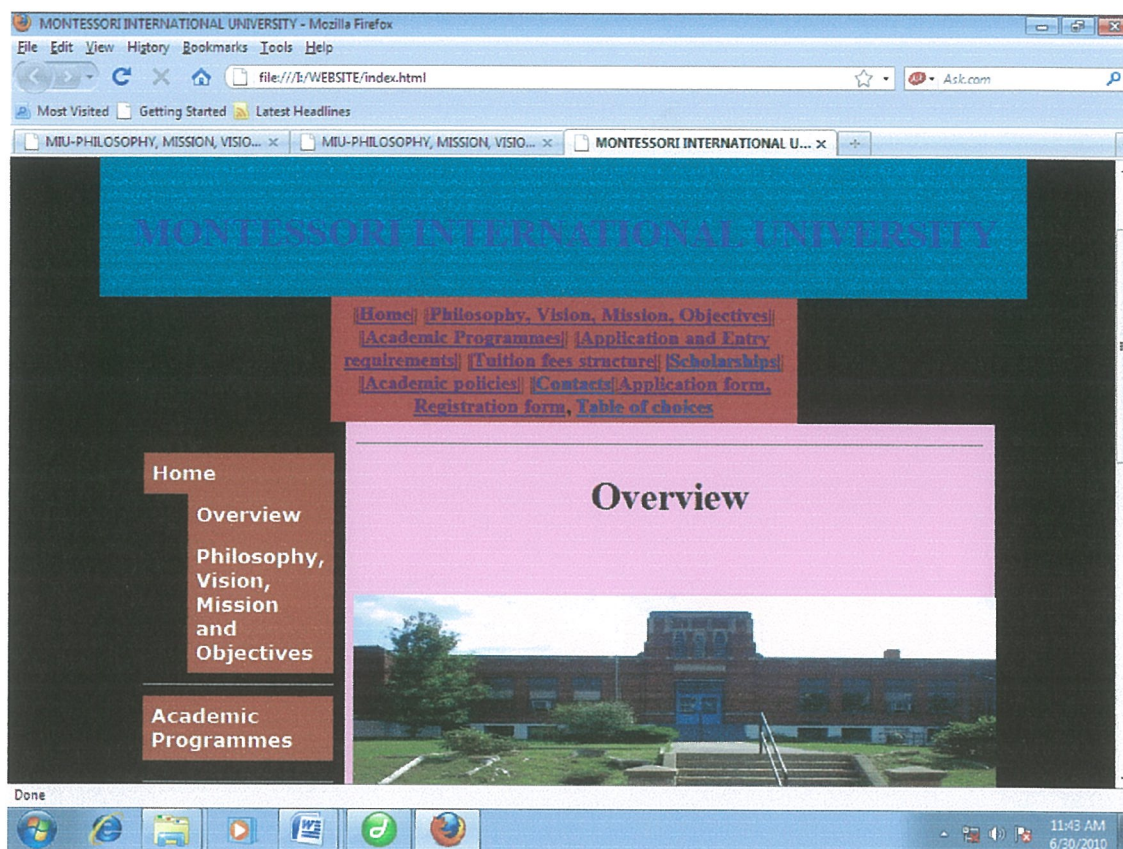 MONTESSORI INTERNATIONAL UNIVERSITY - Mozilla Firefox
File Edit View History Bookmarks Tools Help
file:///I:/WEBSITE/index.html
Ask.com
Most Visited Getting Started Latest Headlines
MIU-PHILOSOPHY, MISSION, VISIO... MIU-PHILOSOPHY, MISSION, VISIO... MONTESSORI INTERNATIONAL U...
MONTESSORI INTERNATIONAL UNIVERSITY
||Home|| ||Philosophy, Vision, Mission, Objectives||
||Academic Programmes|| ||Application and Entry
requirements|| ||Tuition fees structure|| ||Scholarships||
||Academic policies|| ||Contacts||Application form,
Registration form, Table of choices
Home
Overview
Philosophy,
Vision,
Mission
and
Objectives
Academic
Programmes
Overview
Done
11:43 AM
6/30/2010